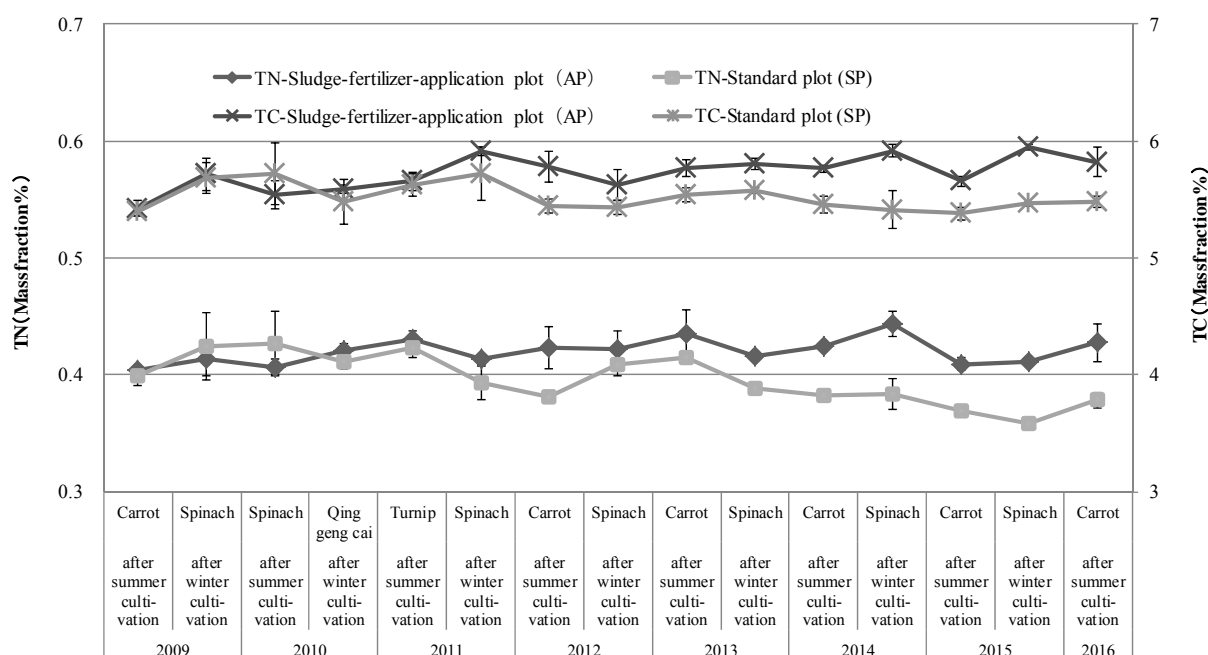 0.7
0.6
0.5
0.4
0.3
TN(Massfraction%)
7
6
5
4
3
TC(Massfraction%)
TN-Sludge-fertilizer-application plot (AP)
TN-Standard plot (SP)
TC-Sludge-fertilizer-application plot (AP)
TC-Standard plot (SP)
Carrot
Spinach
Spinach
Qing
geng cai
Turnip
Spinach
Carrot
Spinach
Carrot
Spinach
Carrot
Spinach
Carrot
Spinach
Carrot
after
summer
culti-
vation
after
winter
culti-
vation
after
summer
culti-
vation
after
winter
culti-
vation
after
summer
culti-
vation
after
winter
culti-
vation
after
summer
culti-
vation
after
winter
culti-
vation
after
summer
culti-
vation
after
winter
culti-
vation
after
summer
culti-
vation
after
winter
culti-
vation
after
summer
culti-
vation
after
winter
culti-
vation
after
summer
culti-
vation
2009
2010
2011
2012
2013
2014
2015
2016